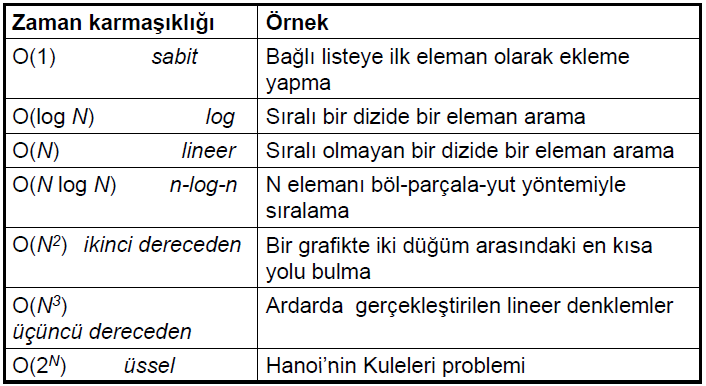 Zaman karmaşıklığı Örnek
O(1) sabit Bağlı listeye ilk eleman olarak ekleme
yapma
O(log N) log Sıralı bir dizide bir eleman arama
O(N) lineer Sıralı olmayan bir dizide bir eleman arama
O(N log N) n-log-n N elemanı böl-parçala-yut yöntemiyle
sıralama
O(N²) ikinci dereceden Bir grafikte iki düğüm arasındaki en kısa
yolu bulma
O(N³) Ardarda gerçekleştirilen lineer denklemler
üçüncü dereceden
O(2ᴺ) üssel Hanoi’nin Kuleleri problemi